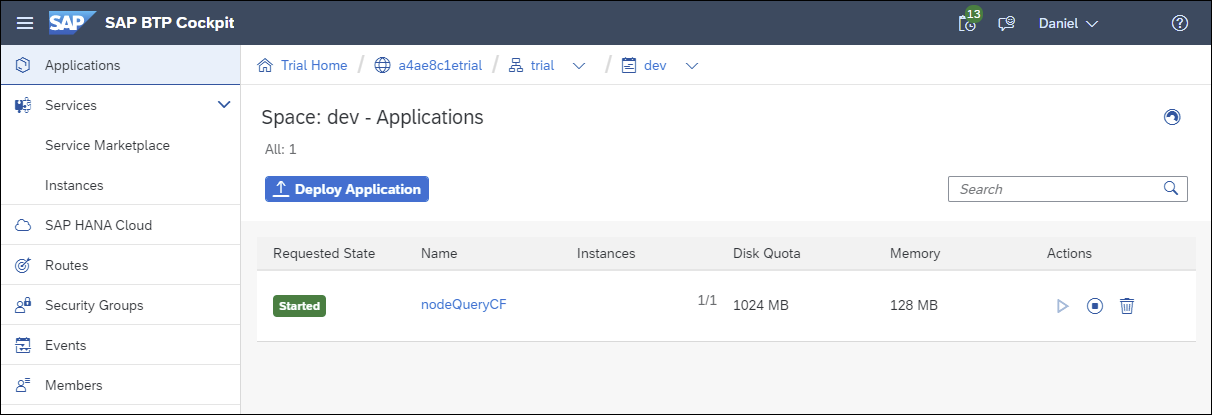 SAP SAP BTP Cockpit 13 Daniel
Applications
Services
Service Marketplace
Instances
SAP HANA Cloud
Routes
Security Groups
Events
Members
Trial Home / a4ae8c1etrial / trial / dev
Space: dev - Applications
All: 1
Deploy Application Search
Requested State Name Instances Disk Quota Memory Actions
Started nodeQueryCF 1/1 1024 MB 128 MB